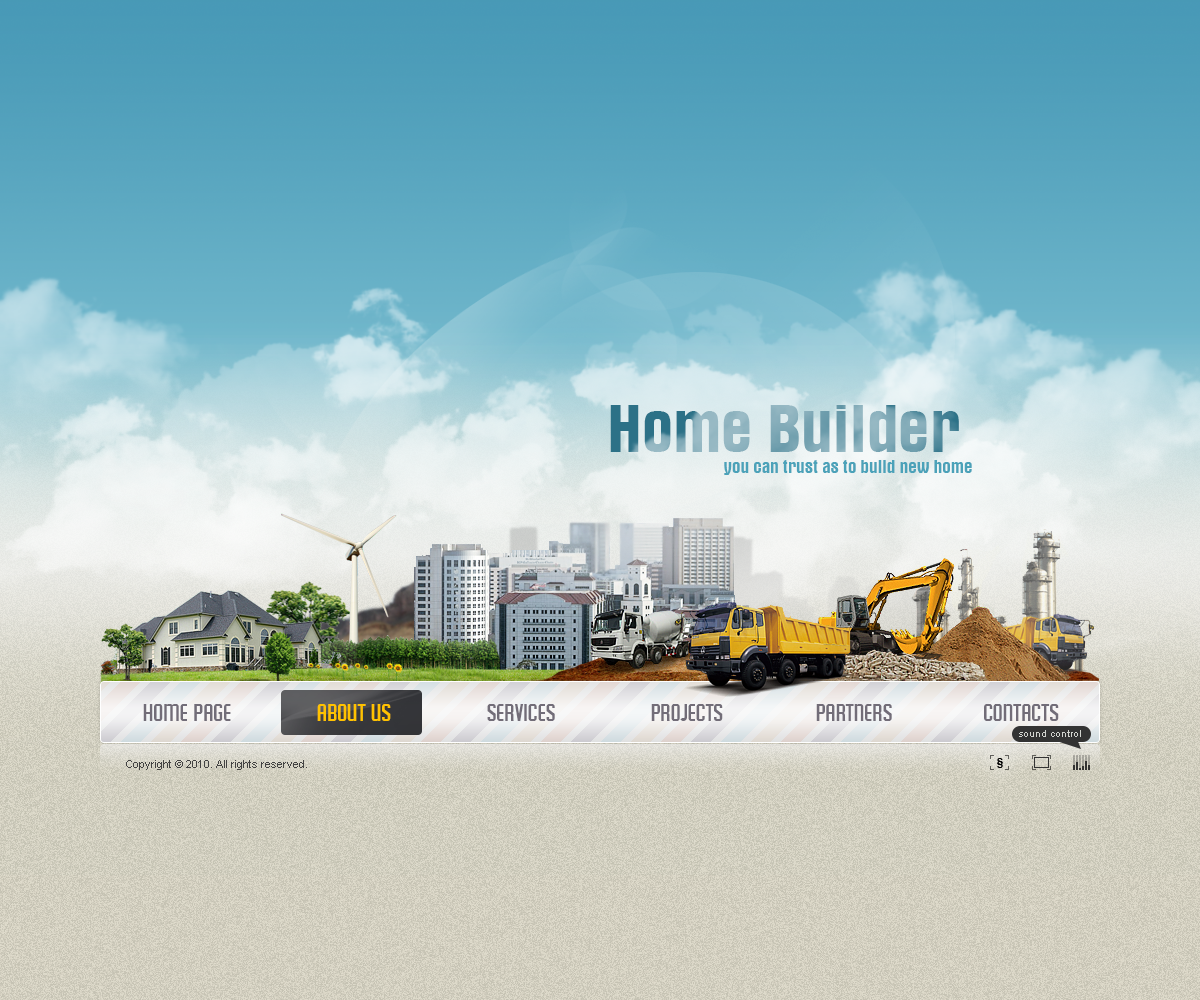 Home Builder
you can trust as to build new home
HOME PAGE ABOUT US SERVICES PROJECTS PARTNERS CONTACTS
sound control
Copyright © 2010. All rights reserved.
§